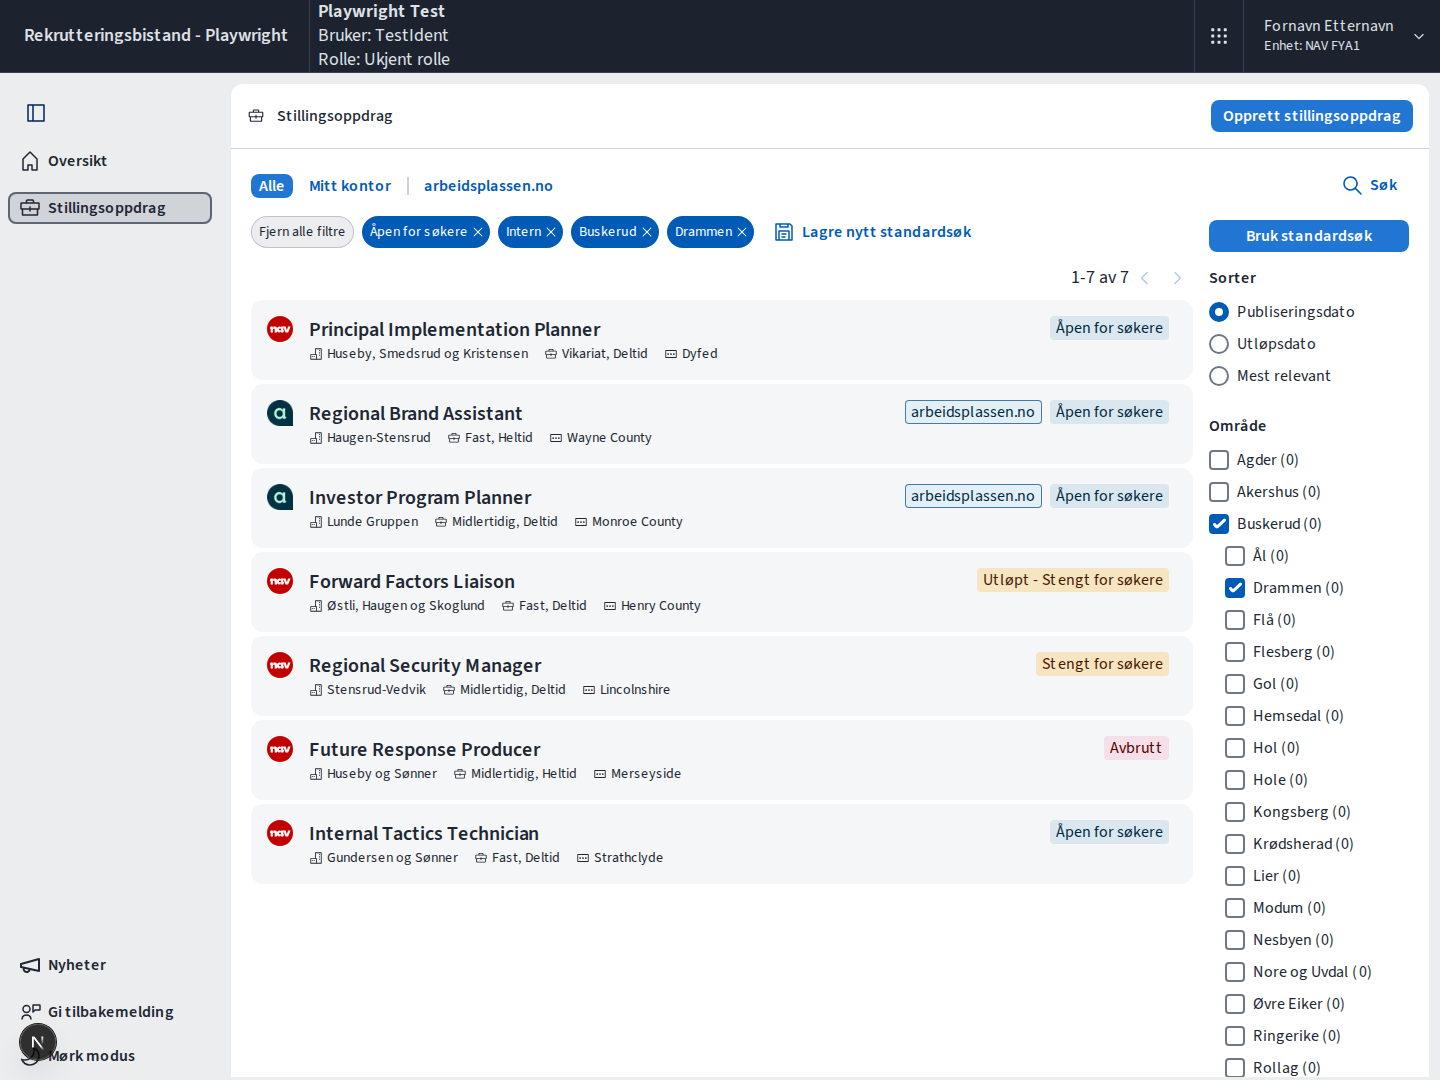 Rekrutteringsbistand - Playwright
Playwright Test
Bruker: TestIdent
Rolle: Ukjent rolle
Fornavn Etternavn
Enhet: NAV FYA1
Oversikt
Stillingsoppdrag
Nyheter
Gi tilbakemelding
N
Mørk modus
Stillingsoppdrag
Opprett stillingsoppdrag
Alle
Mitt kontor
arbeidsplassen.no
Søk
Fjern alle filtre
Åpen for søkere
Intern
Buskerud
Drammen
Lagre nytt standardsøk
1-7 av 7
nav
Principal Implementation Planner
Åpen for søkere
Huseby, Smedsrud og Kristensen
Vikariat, Deltid
Dyfed
a
Regional Brand Assistant
arbeidsplassen.no
Åpen for søkere
Haugen-Stensrud
Fast, Heltid
Wayne County
a
Investor Program Planner
arbeidsplassen.no
Åpen for søkere
Lunde Gruppen
Midlertidig, Deltid
Monroe County
nav
Forward Factors Liaison
Utløpt - Stengt for søkere
Østli, Haugen og Skoglund
Fast, Deltid
Henry County
nav
Regional Security Manager
Stengt for søkere
Stensrud-Vedvik
Midlertidig, Deltid
Lincolnshire
nav
Future Response Producer
Avbrutt
Huseby og Sønner
Midlertidig, Heltid
Merseyside
nav
Internal Tactics Technician
Åpen for søkere
Gundersen og Sønner
Fast, Deltid
Strathclyde
Bruk standardsøk
Sorter
Publiseringsdato
Utløpsdato
Mest relevant
Område
Agder (0)
Akershus (0)
Buskerud (0)
Ål (0)
Drammen (0)
Flå (0)
Flesberg (0)
Gol (0)
Hemsedal (0)
Hol (0)
Hole (0)
Kongsberg (0)
Krødsherad (0)
Lier (0)
Modum (0)
Nesbyen (0)
Nore og Uvdal (0)
Øvre Eiker (0)
Ringerike (0)
Rollag (0)